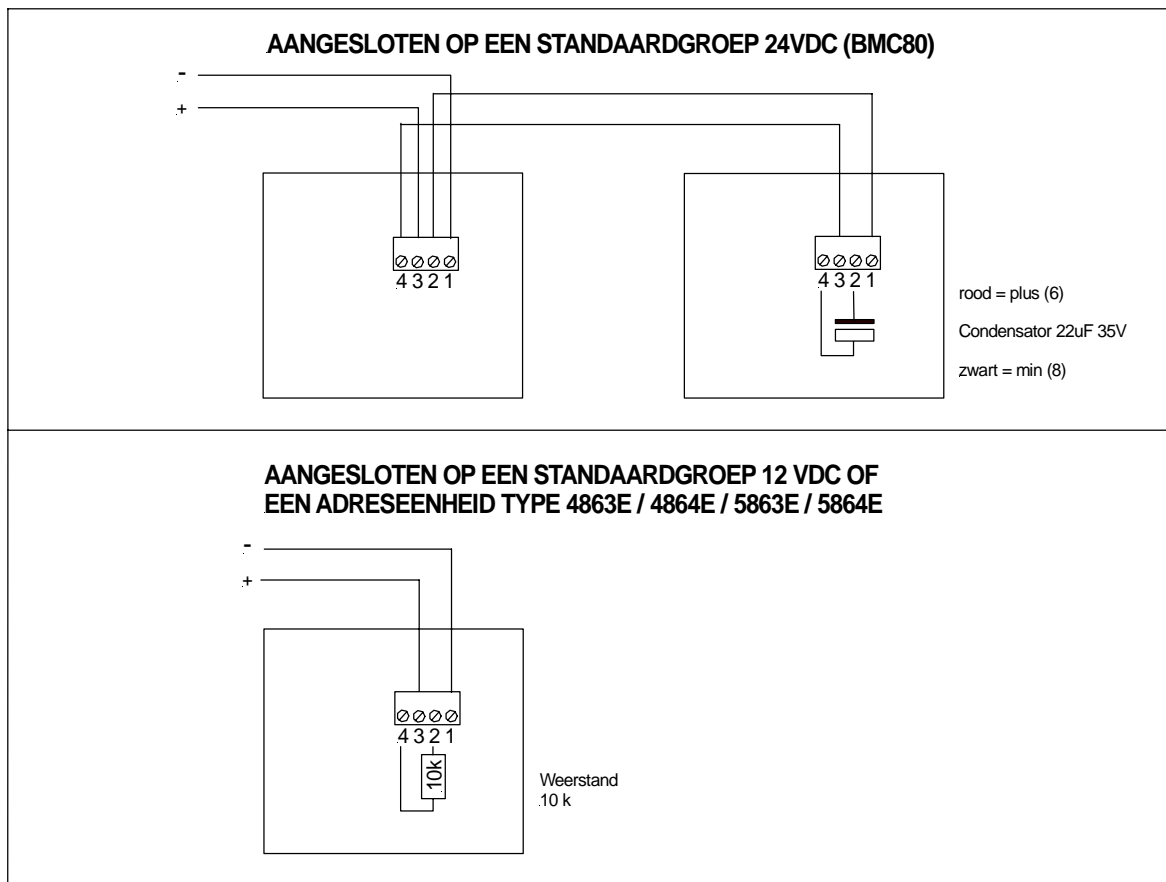 AANGESLOTEN OP EEN STANDAARDGROEP 24VDC (BMC80)
-
+
4 3 2 1
4 3 2 1
rood = plus (6)
Condensator 22uF 35V
zwart = min (8)
AANGESLOTEN OP EEN STANDAARDGROEP 12 VDC OF
EEN ADRESEENHEID TYPE 4863E / 4864E / 5863E / 5864E
-
+
4 3 2 1
10k
Weerstand
10 k